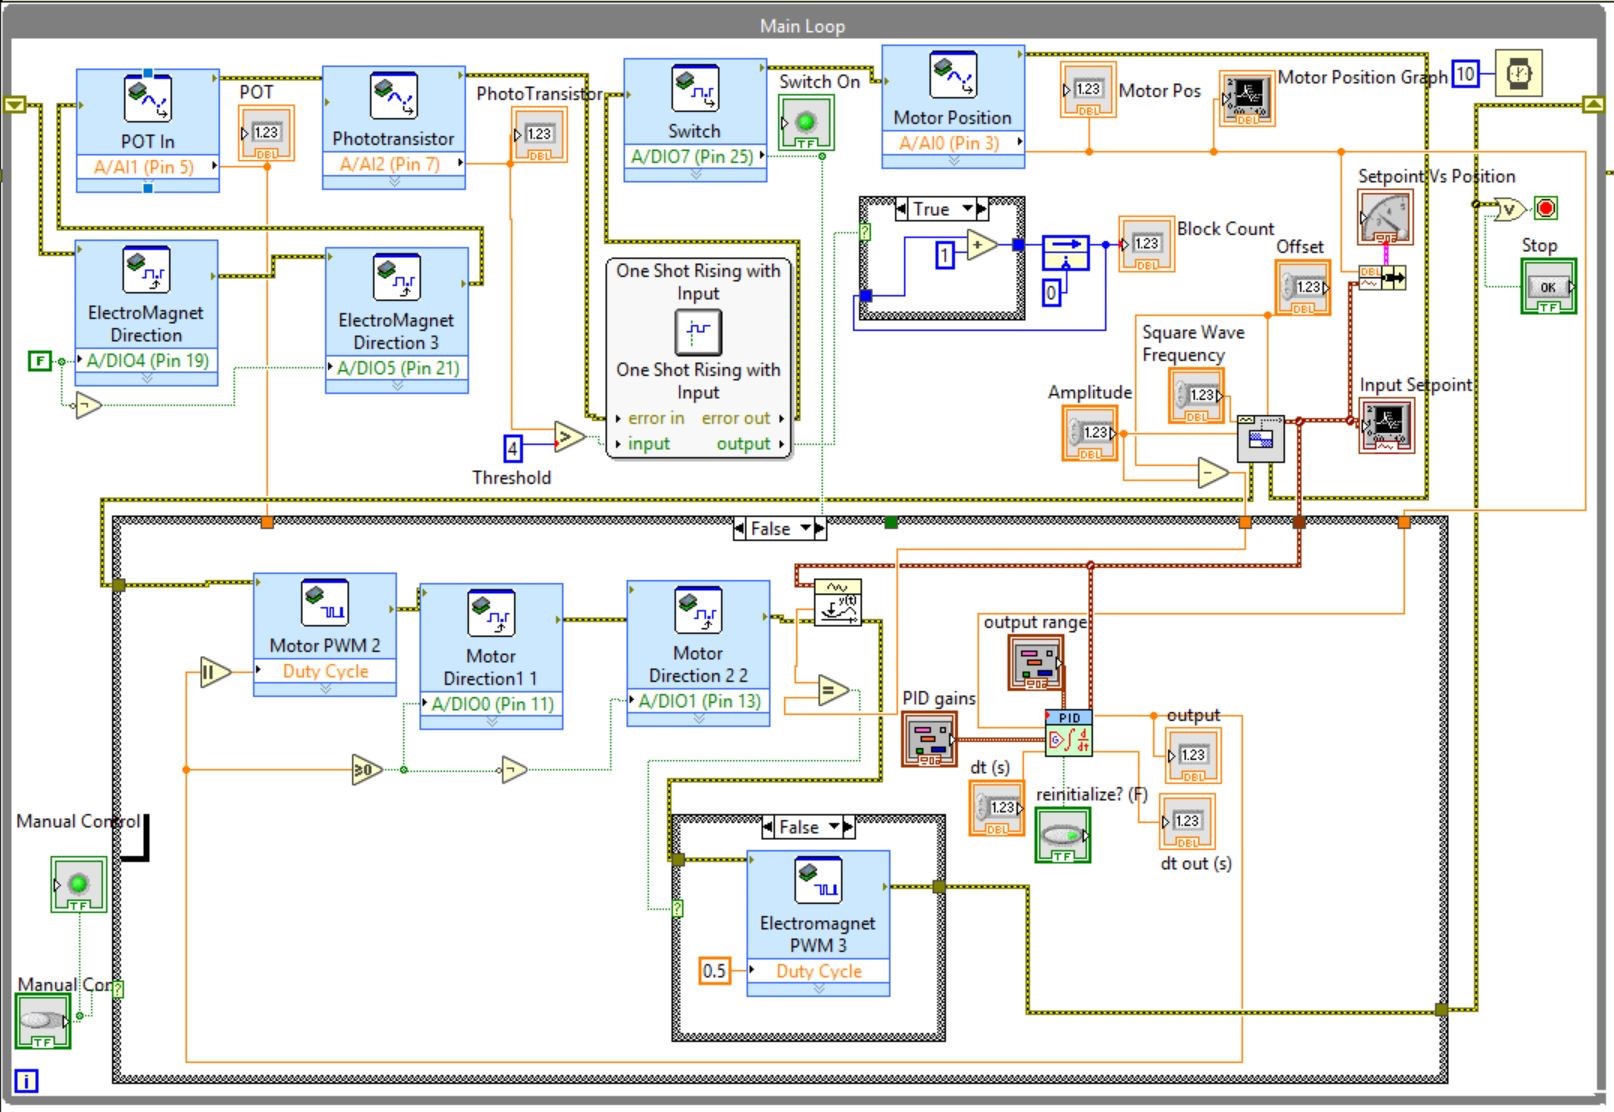 Main Loop
POT In
A/AI1 (Pin 5)
POT
1.23
DBL
Phototransistor
A/AI2 (Pin 7)
PhotoTransistor
1.23
DBL
Switch
A/DIO7 (Pin 25)
Switch On
TF
Motor Position
A/AI0 (Pin 3)
1.23
DBL
Motor Pos
Motor Position Graph
DBL
10
ElectroMagnet
Direction
A/DIO4 (Pin 19)
F
ElectroMagnet
Direction 3
A/DIO5 (Pin 21)
One Shot Rising with
Input
One Shot Rising with
Input
error in error out
input output
4
Threshold
True
1
0
1.23
DBL
Block Count
Offset
1.23
DBL
Setpoint Vs Position
DBL
Stop
OK
TF
Square Wave
Frequency
1.23
DBL
Amplitude
1.23
DBL
Input Setpoint
False
Motor PWM 2
Duty Cycle
Motor
Direction1 1
A/DIO0 (Pin 11)
Motor
Direction 2 2
A/DIO1 (Pin 13)
y(t)
≥0
output range
PID gains
PID
output
1.23
DBL
dt (s)
1.23
DBL
reinitialize? (F)
TF
1.23
DBL
dt out (s)
Manual Control
TF
Manual Con
TF
False
Electromagnet
PWM 3
0.5
Duty Cycle
i